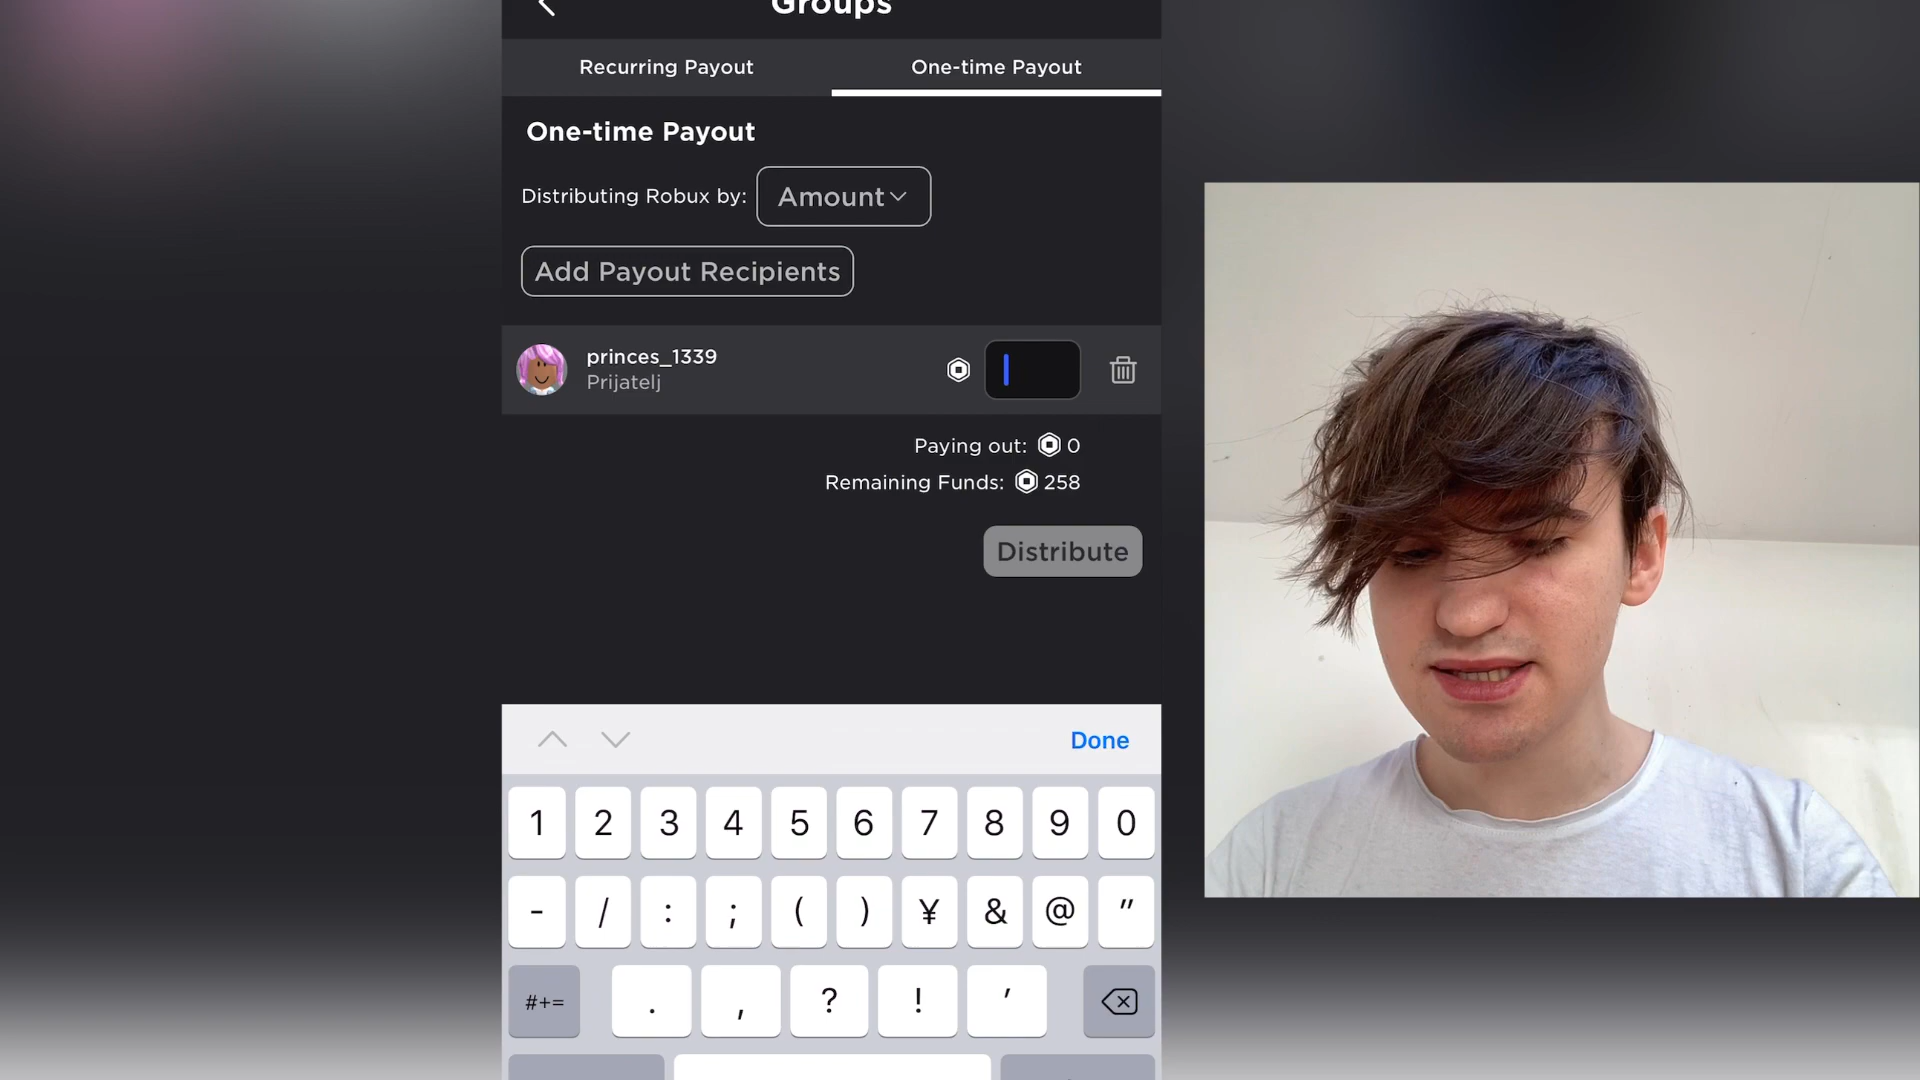 Groups
Recurring Payout
One-time Payout
One-time Payout
Distributing Robux by: Amount
Add Payout Recipients
princes_1339
Prijatelj
Paying out: 0
Remaining Funds: 258
Distribute
Done
1 2 3 4 5 6 7 8 9 0
- / : ; ( ) ¥ & @ "
#+= . , ? ! '